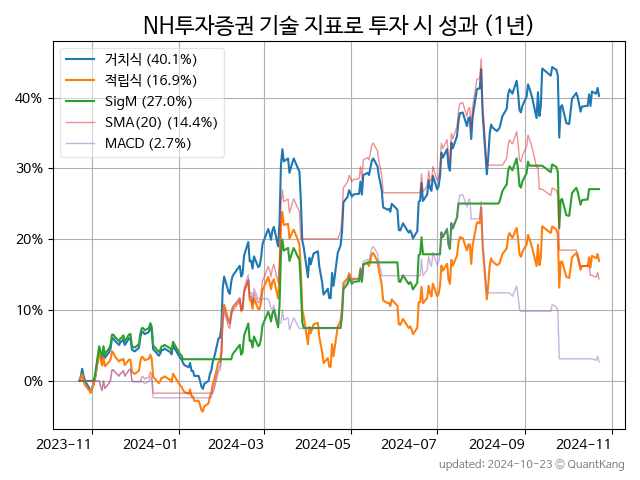 NH투자증권 기술 지표로 투자 시 성과 (1년)
거치식 (40.1%)
적립식 (16.9%)
SigM (27.0%)
SMA(20) (14.4%)
MACD (2.7%)
40%
30%
20%
10%
0%
2023-11 2024-01 2024-03 2024-05 2024-07 2024-09 2024-11
updated: 2024-10-23 © QuantKang